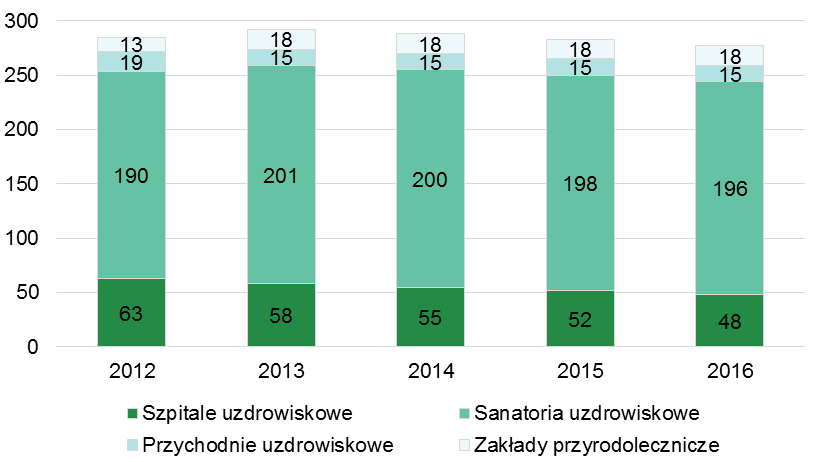 300
250
200
150
100
50
0
13 18 18 18 18
19 15 15 15 15
190 201 200 198 196
63 58 55 52 48
2012 2013 2014 2015 2016
Szpitale uzdrowiskowe Sanatoria uzdrowiskowe
Przychodnie uzdrowiskowe Zakłady przyrodolecznicze